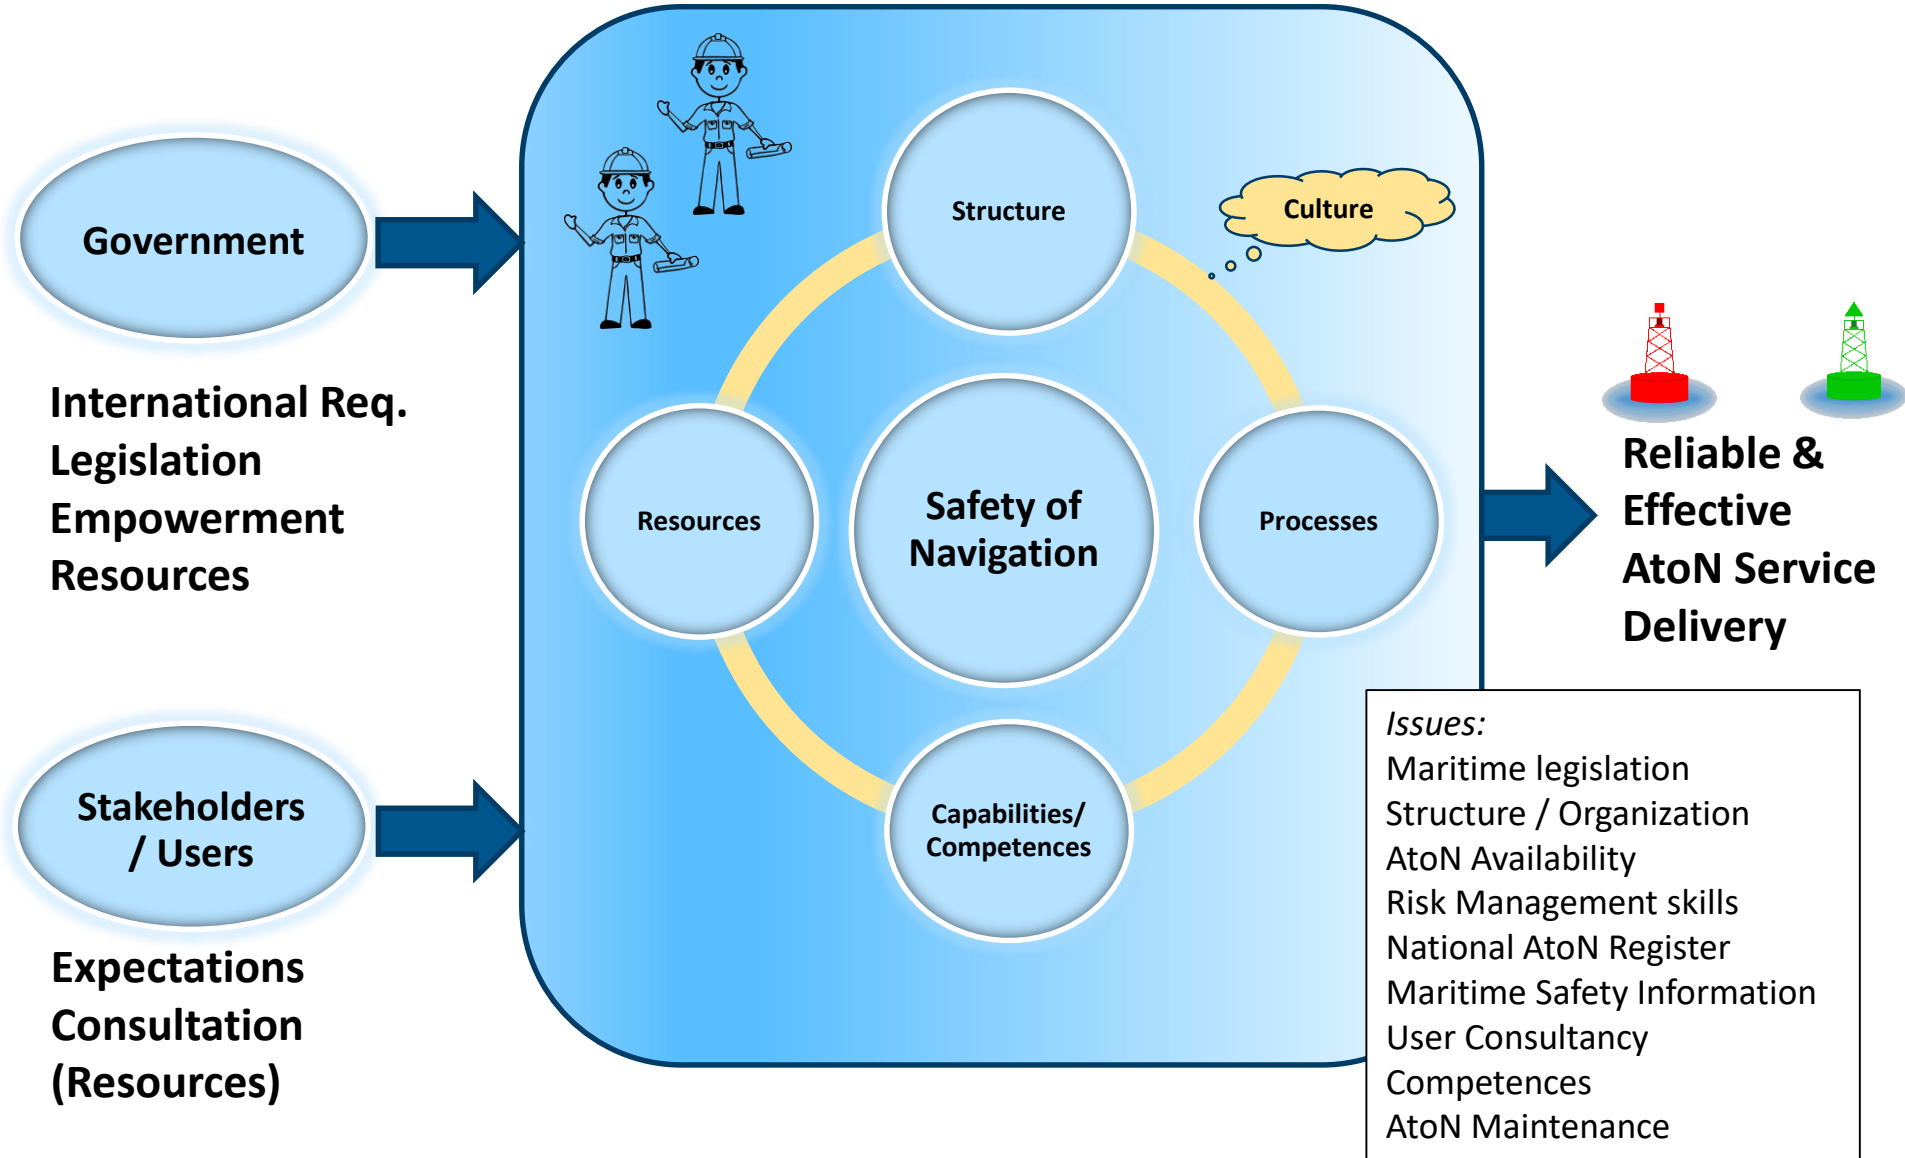 Government
International Req.
Legislation
Empowerment
Resources
Stakeholders
/ Users
Expectations
Consultation
(Resources)
Structure
Culture
Resources
Safety of
Navigation
Processes
Capabilities/
Competences
Reliable &
Effective
AtoN Service
Delivery
Issues:
Maritime legislation
Structure / Organization
AtoN Availability
Risk Management skills
National AtoN Register
Maritime Safety Information
User Consultancy
Competences
AtoN Maintenance